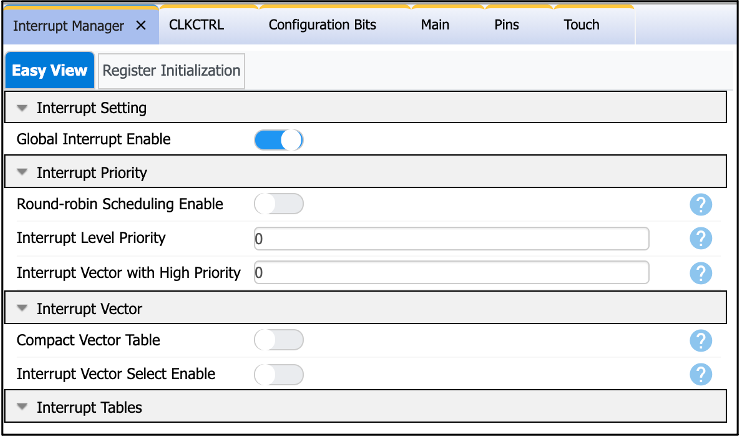 Interrupt Manager × CLKCTRL Configuration Bits Main Pins Touch
Easy View Register Initialization
Interrupt Setting
Global Interrupt Enable
Interrupt Priority
Round-robin Scheduling Enable ?
Interrupt Level Priority 0 ?
Interrupt Vector with High Priority 0 ?
Interrupt Vector
Compact Vector Table ?
Interrupt Vector Select Enable ?
Interrupt Tables